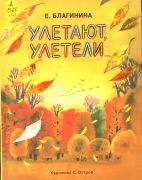 Е. БЛАГИНИНА
УЛЕТАЮТ,
УЛЕТЕЛИ
Художник С. Остров